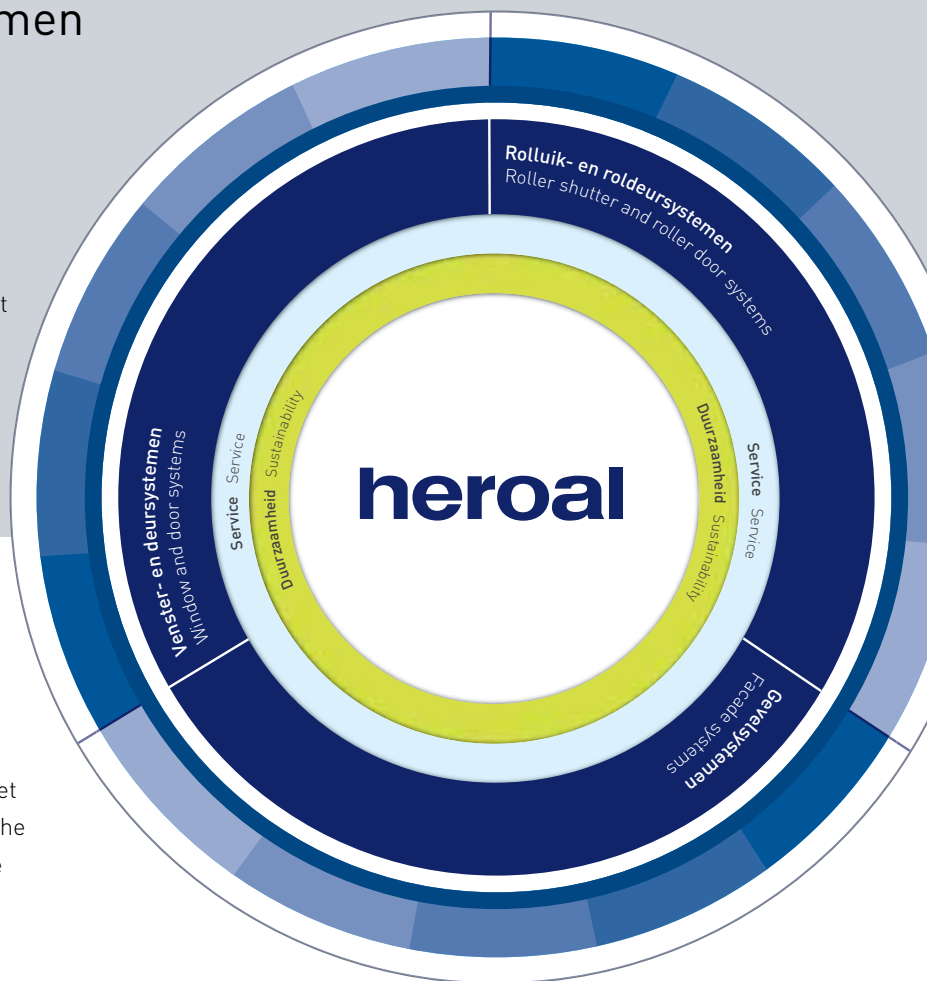 men
t
et
he
e
Rolluik- en roldeursystemen
Roller shutter and roller door systems
Venster- en deursystemen
Window and door systems
Service Service
Duurzaamheid Sustainability
heroal
Duurzaamheid Sustainability
Service Service
Gevelsystemen
Facade systems